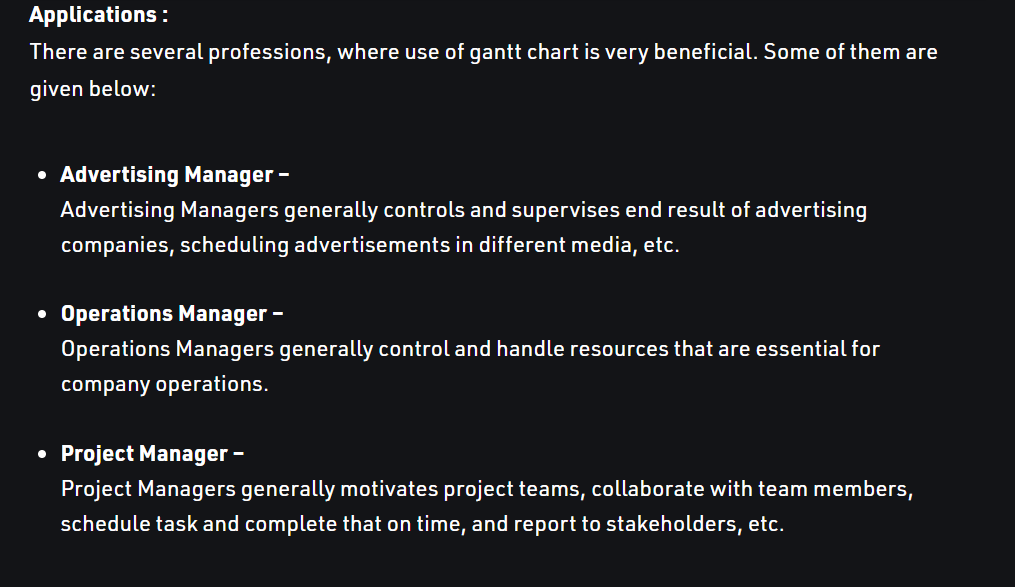 Applications :
There are several professions, where use of gantt chart is very beneficial. Some of them are
given below:
• Advertising Manager –
Advertising Managers generally controls and supervises end result of advertising
companies, scheduling advertisements in different media, etc.
• Operations Manager –
Operations Managers generally control and handle resources that are essential for
company operations.
• Project Manager –
Project Managers generally motivates project teams, collaborate with team members,
schedule task and complete that on time, and report to stakeholders, etc.